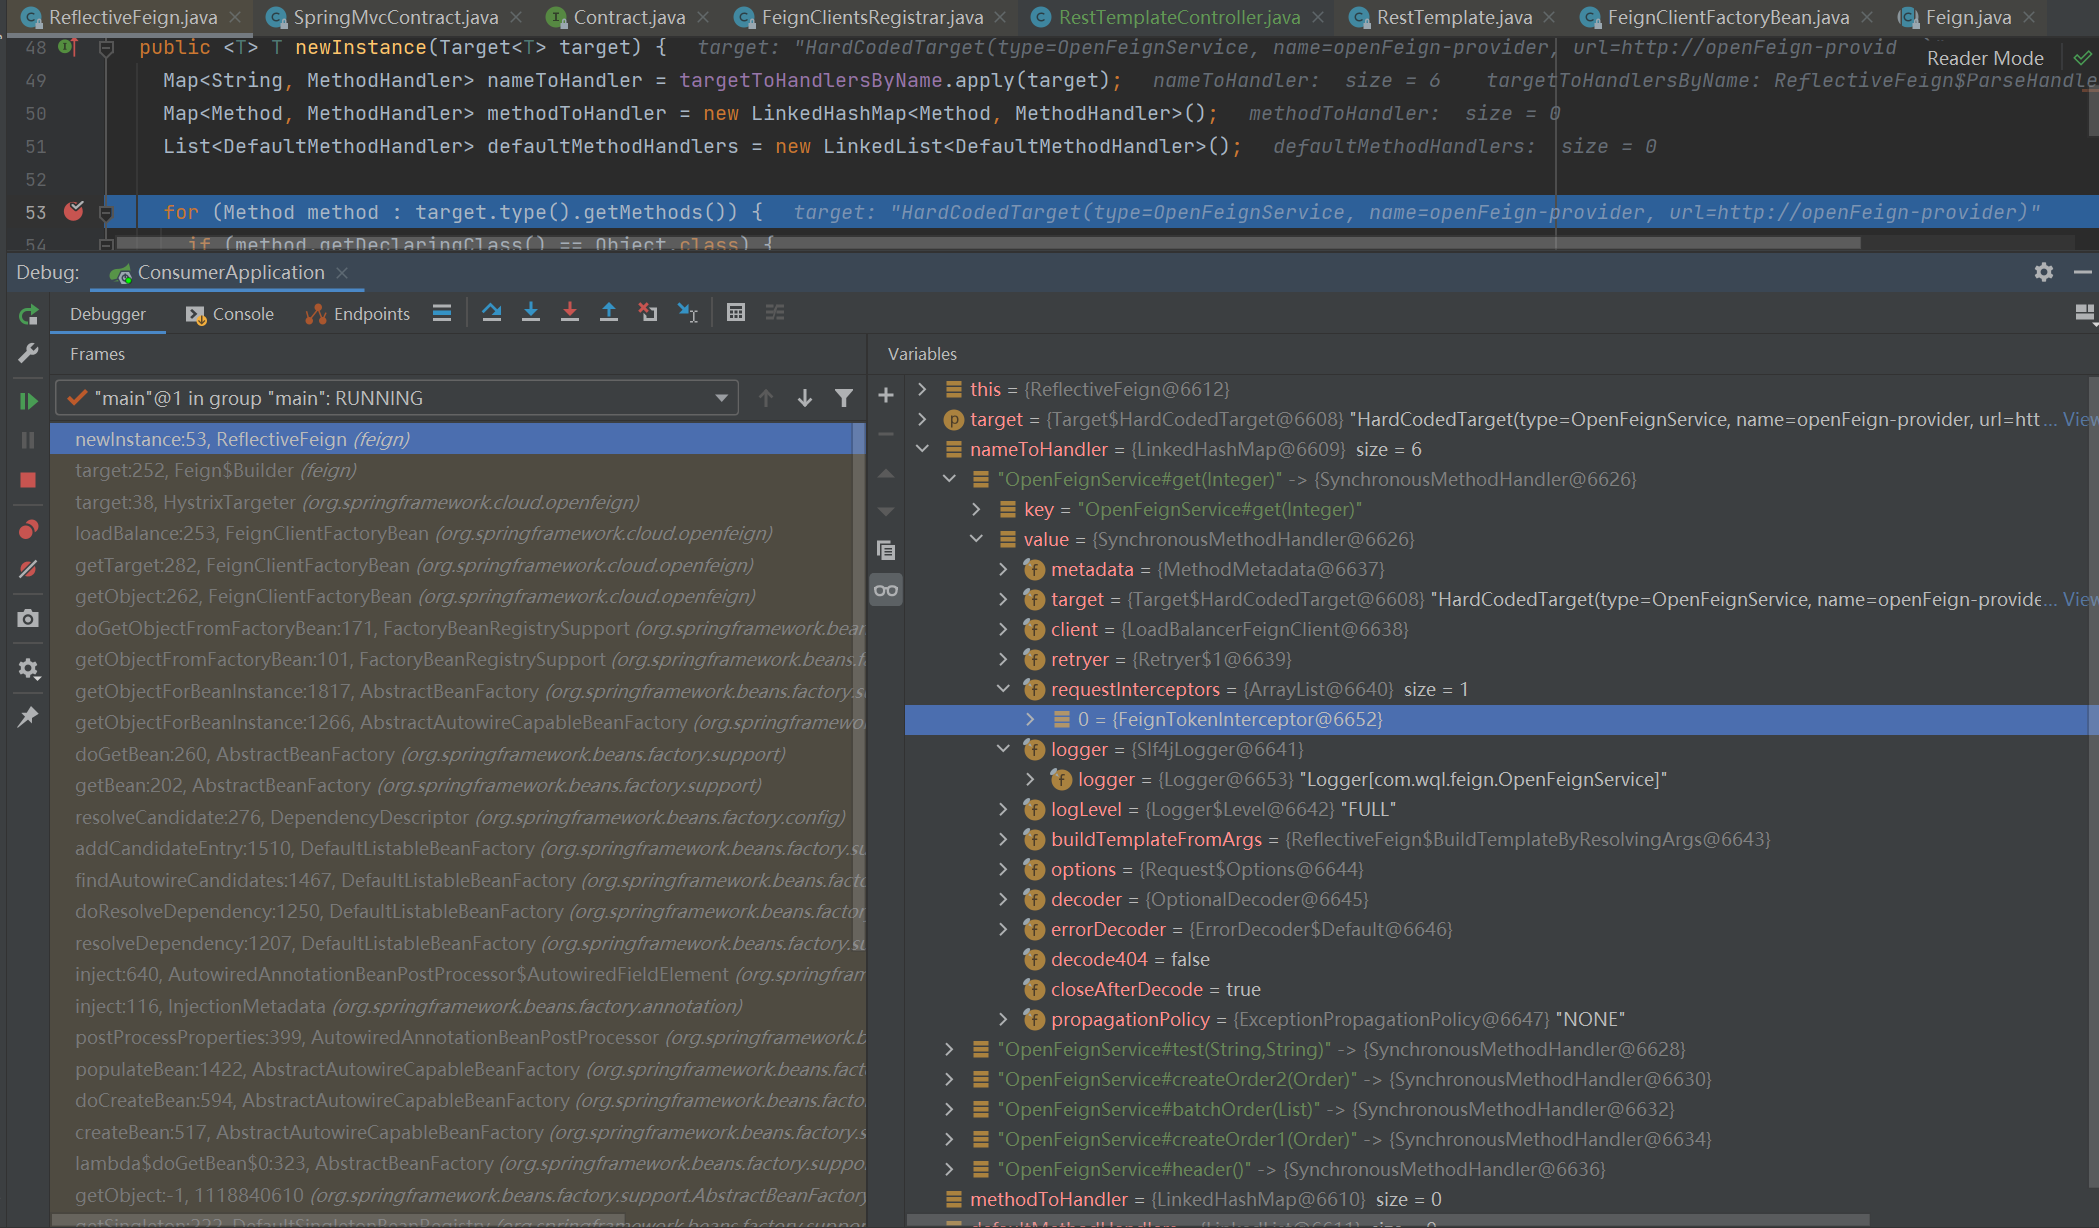 ReflectiveFeign.java SpringMvcContract.java Contract.java FeignClientsRegistrar.java RestTemplateController.java RestTemplate.java FeignClientFactoryBean.java Feign.java
48 public <T> T newInstance(Target<T> target) { target: "HardCodedTarget(type=OpenFeignService, name=openFeign-provider, url=http://openFeign-provid
Reader Mode
49 Map<String, MethodHandler> nameToHandler = targetToHandlersByName.apply(target); nameToHandler: size = 6 targetToHandlersByName: ReflectiveFeign$ParseHandle
50 Map<Method, MethodHandler> methodToHandler = new LinkedHashMap<Method, MethodHandler>(); methodToHandler: size = 0
51 List<DefaultMethodHandler> defaultMethodHandlers = new LinkedList<DefaultMethodHandler>(); defaultMethodHandlers: size = 0
52
53 for (Method method : target.type().getMethods()) { target: "HardCodedTarget(type=OpenFeignService, name=openFeign-provider, url=http://openFeign-provider)"
54 if (method.getDeclaringClass() == Object.class) {
Debug: ConsumerApplication
Debugger Console Endpoints
Frames
"main"@1 in group "main": RUNNING
newInstance:53, ReflectiveFeign (feign)
target:252, Feign$Builder (feign)
target:38, HystrixTargeter (org.springframework.cloud.openfeign)
loadBalance:253, FeignClientFactoryBean (org.springframework.cloud.openfeign)
getTarget:282, FeignClientFactoryBean (org.springframework.cloud.openfeign)
getObject:262, FeignClientFactoryBean (org.springframework.cloud.openfeign)
doGetObjectFromFactoryBean:171, FactoryBeanRegistrySupport (org.springframework.bean
getObjectFromFactoryBean:101, FactoryBeanRegistrySupport (org.springframework.beans.f
getObjectForBeanInstance:1817, AbstractBeanFactory (org.springframework.beans.factory.su
getObjectForBeanInstance:1266, AbstractAutowireCapableBeanFactory (org.springframewo
doGetBean:260, AbstractBeanFactory (org.springframework.beans.factory.support)
getBean:202, AbstractBeanFactory (org.springframework.beans.factory.support)
resolveCandidate:276, DependencyDescriptor (org.springframework.beans.factory.config)
addCandidateEntry:1510, DefaultListableBeanFactory (org.springframework.beans.factory.su
findAutowireCandidates:1467, DefaultListableBeanFactory (org.springframework.beans.facto
doResolveDependency:1250, DefaultListableBeanFactory (org.springframework.beans.factor
resolveDependency:1207, DefaultListableBeanFactory (org.springframework.beans.factory.su
inject:640, AutowiredAnnotationBeanPostProcessor$AutowiredFieldElement (org.springfram
inject:116, InjectionMetadata (org.springframework.beans.factory.annotation)
postProcessProperties:399, AutowiredAnnotationBeanPostProcessor (org.springframework.b
populateBean:1422, AbstractAutowireCapableBeanFactory (org.springframework.beans.fact
doCreateBean:594, AbstractAutowireCapableBeanFactory (org.springframework.beans.facto
createBean:517, AbstractAutowireCapableBeanFactory (org.springframework.beans.factory.s
lambda$doGetBean$0:323, AbstractBeanFactory (org.springframework.beans.factory.suppo
getObject:-1, 1118840610 (org.springframework.beans.factory.support.AbstractBeanFactory
getSingleton:222, DefaultSingletonBeanRegistry (org.springframework.beans.factory.suppor
Variables
this = {ReflectiveFeign@6612}
target = {Target$HardCodedTarget@6608} "HardCodedTarget(type=OpenFeignService, name=openFeign-provider, url=htt... View
nameToHandler = {LinkedHashMap@6609} size = 6
"OpenFeignService#get(Integer)" -> {SynchronousMethodHandler@6626}
key = "OpenFeignService#get(Integer)"
value = {SynchronousMethodHandler@6626}
metadata = {MethodMetadata@6637}
target = {Target$HardCodedTarget@6608} "HardCodedTarget(type=OpenFeignService, name=openFeign-provide... View
client = {LoadBalancerFeignClient@6638}
retryer = {Retryer$1@6639}
requestInterceptors = {ArrayList@6640} size = 1
0 = {FeignTokenInterceptor@6652}
logger = {Slf4jLogger@6641}
logger = {Logger@6653} "Logger[com.wql.feign.OpenFeignService]"
logLevel = {Logger$Level@6642} "FULL"
buildTemplateFromArgs = {ReflectiveFeign$BuildTemplateByResolvingArgs@6643}
options = {Request$Options@6644}
decoder = {OptionalDecoder@6645}
errorDecoder = {ErrorDecoder$Default@6646}
decode404 = false
closeAfterDecode = true
propagationPolicy = {ExceptionPropagationPolicy@6647} "NONE"
"OpenFeignService#test(String,String)" -> {SynchronousMethodHandler@6628}
"OpenFeignService#createOrder2(Order)" -> {SynchronousMethodHandler@6630}
"OpenFeignService#batchOrder(List)" -> {SynchronousMethodHandler@6632}
"OpenFeignService#createOrder1(Order)" -> {SynchronousMethodHandler@6634}
"OpenFeignService#header()" -> {SynchronousMethodHandler@6636}
methodToHandler = {LinkedHashMap@6610} size = 0
defaultMethodHandlers = {LinkedList@6611} size = 0